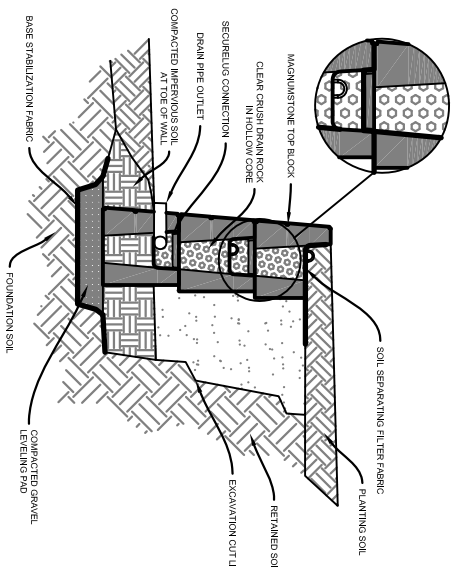 MAGNUMSTONE TOP BLOCK
CLEAR CRUSH DRAIN ROCK
IN HOLLOW CORE
SECURELUG CONNECTION
DRAIN PIPE OUTLET
COMPACTED IMPERVIOUS SOIL
AT TOE OF WALL
BASE STABILIZATION FABRIC
FOUNDATION SOIL
SOIL SEPARATING FILTER FABRIC
PLANTING SOIL
RETAINED SOI
EXCAVATION CUT LI
COMPACTED GRAVEL
LEVELING PAD